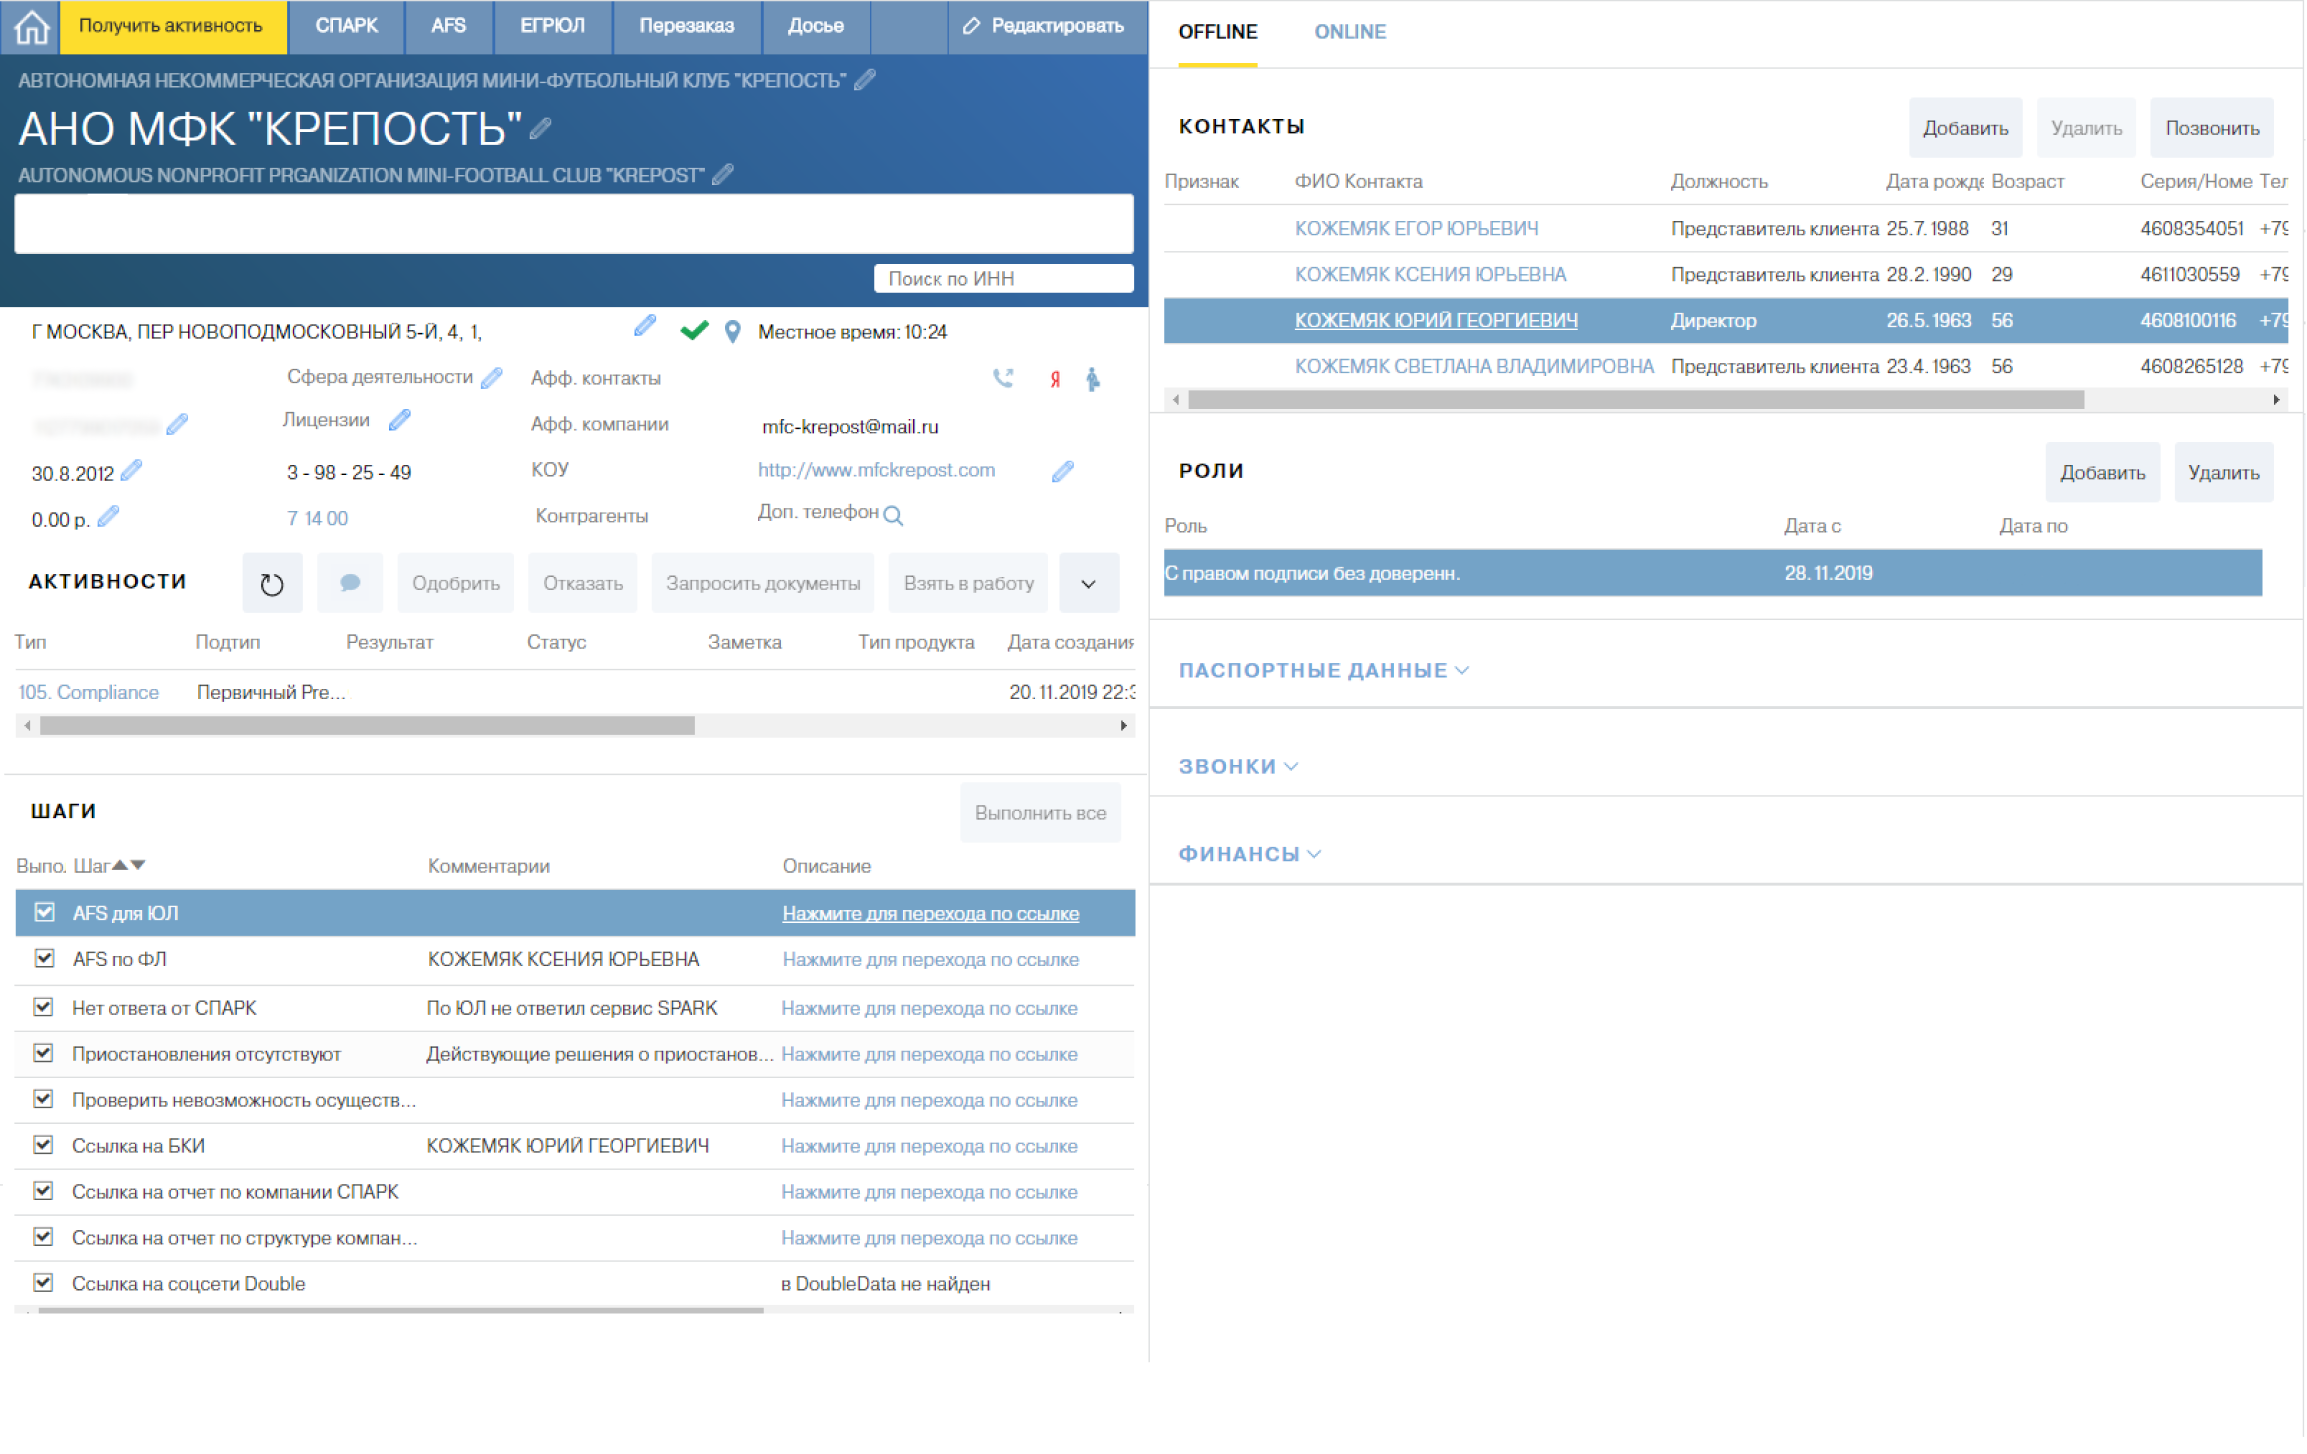 Получить активность
СПАРК
AFS
ЕГРЮЛ
Перезаказ
Досье
Редактировать
АВТОНОМНАЯ НЕКОММЕРЧЕСКАЯ ОРГАНИЗАЦИЯ МИНИ-ФУТБОЛЬНЫЙ КЛУБ "КРЕПОСТЬ"
АНО МФК "КРЕПОСТЬ"
AUTONOMOUS NONPROFIT PRGANIZATION MINI-FOOTBALL CLUB "KREPOST"
Поиск по ИНН
Г МОСКВА, ПЕР НОВОПОДМОСКОВНЫЙ 5-Й, 4, 1,
Местное время: 10:24
Сфера деятельности
Афф. контакты
Я
Лицензии
Афф. компании
mfc-krepost@mail.ru
30.8.2012
3 - 98 - 25 - 49
КОУ
http://www.mfckrepost.com
0.00 р.
7 14 00
Контрагенты
Доп. телефон
АКТИВНОСТИ
Одобрить
Отказать
Запросить документы
Взять в работу
Тип Подтип Результат Статус Заметка Тип продукта Дата создания
105. Compliance Первичный Pre... 20.11.2019 22:3
ШАГИ
Выполнить все
Выпо. Шаг Комментарии Описание
AFS для ЮЛ Нажмите для перехода по ссылке
AFS по ФЛ КОЖЕМЯК КСЕНИЯ ЮРЬЕВНА Нажмите для перехода по ссылке
Нет ответа от СПАРК По ЮЛ не ответил сервис SPARK Нажмите для перехода по ссылке
Приостановления отсутствуют Действующие решения о приостанов... Нажмите для перехода по ссылке
Проверить невозможность осуществ... Нажмите для перехода по ссылке
Ссылка на БКИ КОЖЕМЯК ЮРИЙ ГЕОРГИЕВИЧ Нажмите для перехода по ссылке
Ссылка на отчет по компании СПАРК Нажмите для перехода по ссылке
Ссылка на отчет по структуре компан... Нажмите для перехода по ссылке
Ссылка на соцсети Double в DoubleData не найден
OFFLINE
ONLINE
КОНТАКТЫ
Добавить
Удалить
Позвонить
Признак ФИО Контакта Должность Дата рожде Возраст Серия/Номе Тел
КОЖЕМЯК ЕГОР ЮРЬЕВИЧ Представитель клиента 25.7.1988 31 4608354051 +79
КОЖЕМЯК КСЕНИЯ ЮРЬЕВНА Представитель клиента 28.2.1990 29 4611030559 +79
КОЖЕМЯК ЮРИЙ ГЕОРГИЕВИЧ Директор 26.5.1963 56 4608100116 +79
КОЖЕМЯК СВЕТЛАНА ВЛАДИМИРОВНА Представитель клиента 23.4.1963 56 4608265128 +79
РОЛИ
Добавить
Удалить
Роль Дата с Дата по
С правом подписи без доверенн. 28.11.2019
ПАСПОРТНЫЕ ДАННЫЕ
ЗВОНКИ
ФИНАНСЫ